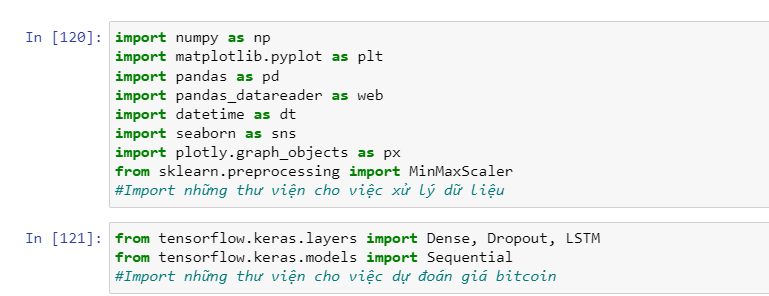 In [120]: import numpy as np
import matplotlib.pyplot as plt
import pandas as pd
import pandas_datareader as web
import datetime as dt
import seaborn as sns
import plotly.graph_objects as px
from sklearn.preprocessing import MinMaxScaler
#Import những thư viện cho việc xử lý dữ liệu
In [121]: from tensorflow.keras.layers import Dense, Dropout, LSTM
from tensorflow.keras.models import Sequential
#Import những thư viện cho việc dự đoán giá bitcoin